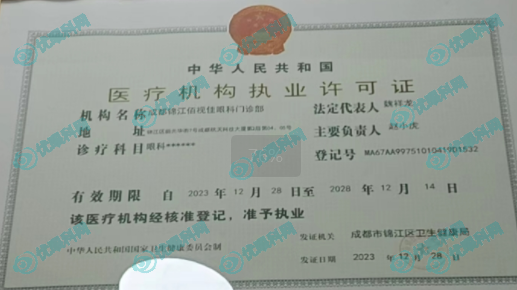 中华人民共和国
医疗机构执业许可证
机构名称 成都锦江佰视佳眼科门诊部 法定代表人 魏祥龙
地址 主要负责人 赵小虎
诊疗科目 眼科****** 登记号 MA67AA9975101041901532
有效期限 自 2023 年 12 月 28 日至 2028 年 12 月 14 日
该医疗机构经核准登记，准予执业
发证机关 成都市锦江区卫生健康局
中华人民共和国国家卫生健康委员会制
发证日期 2023 年 12 月 28 日
优眼科网